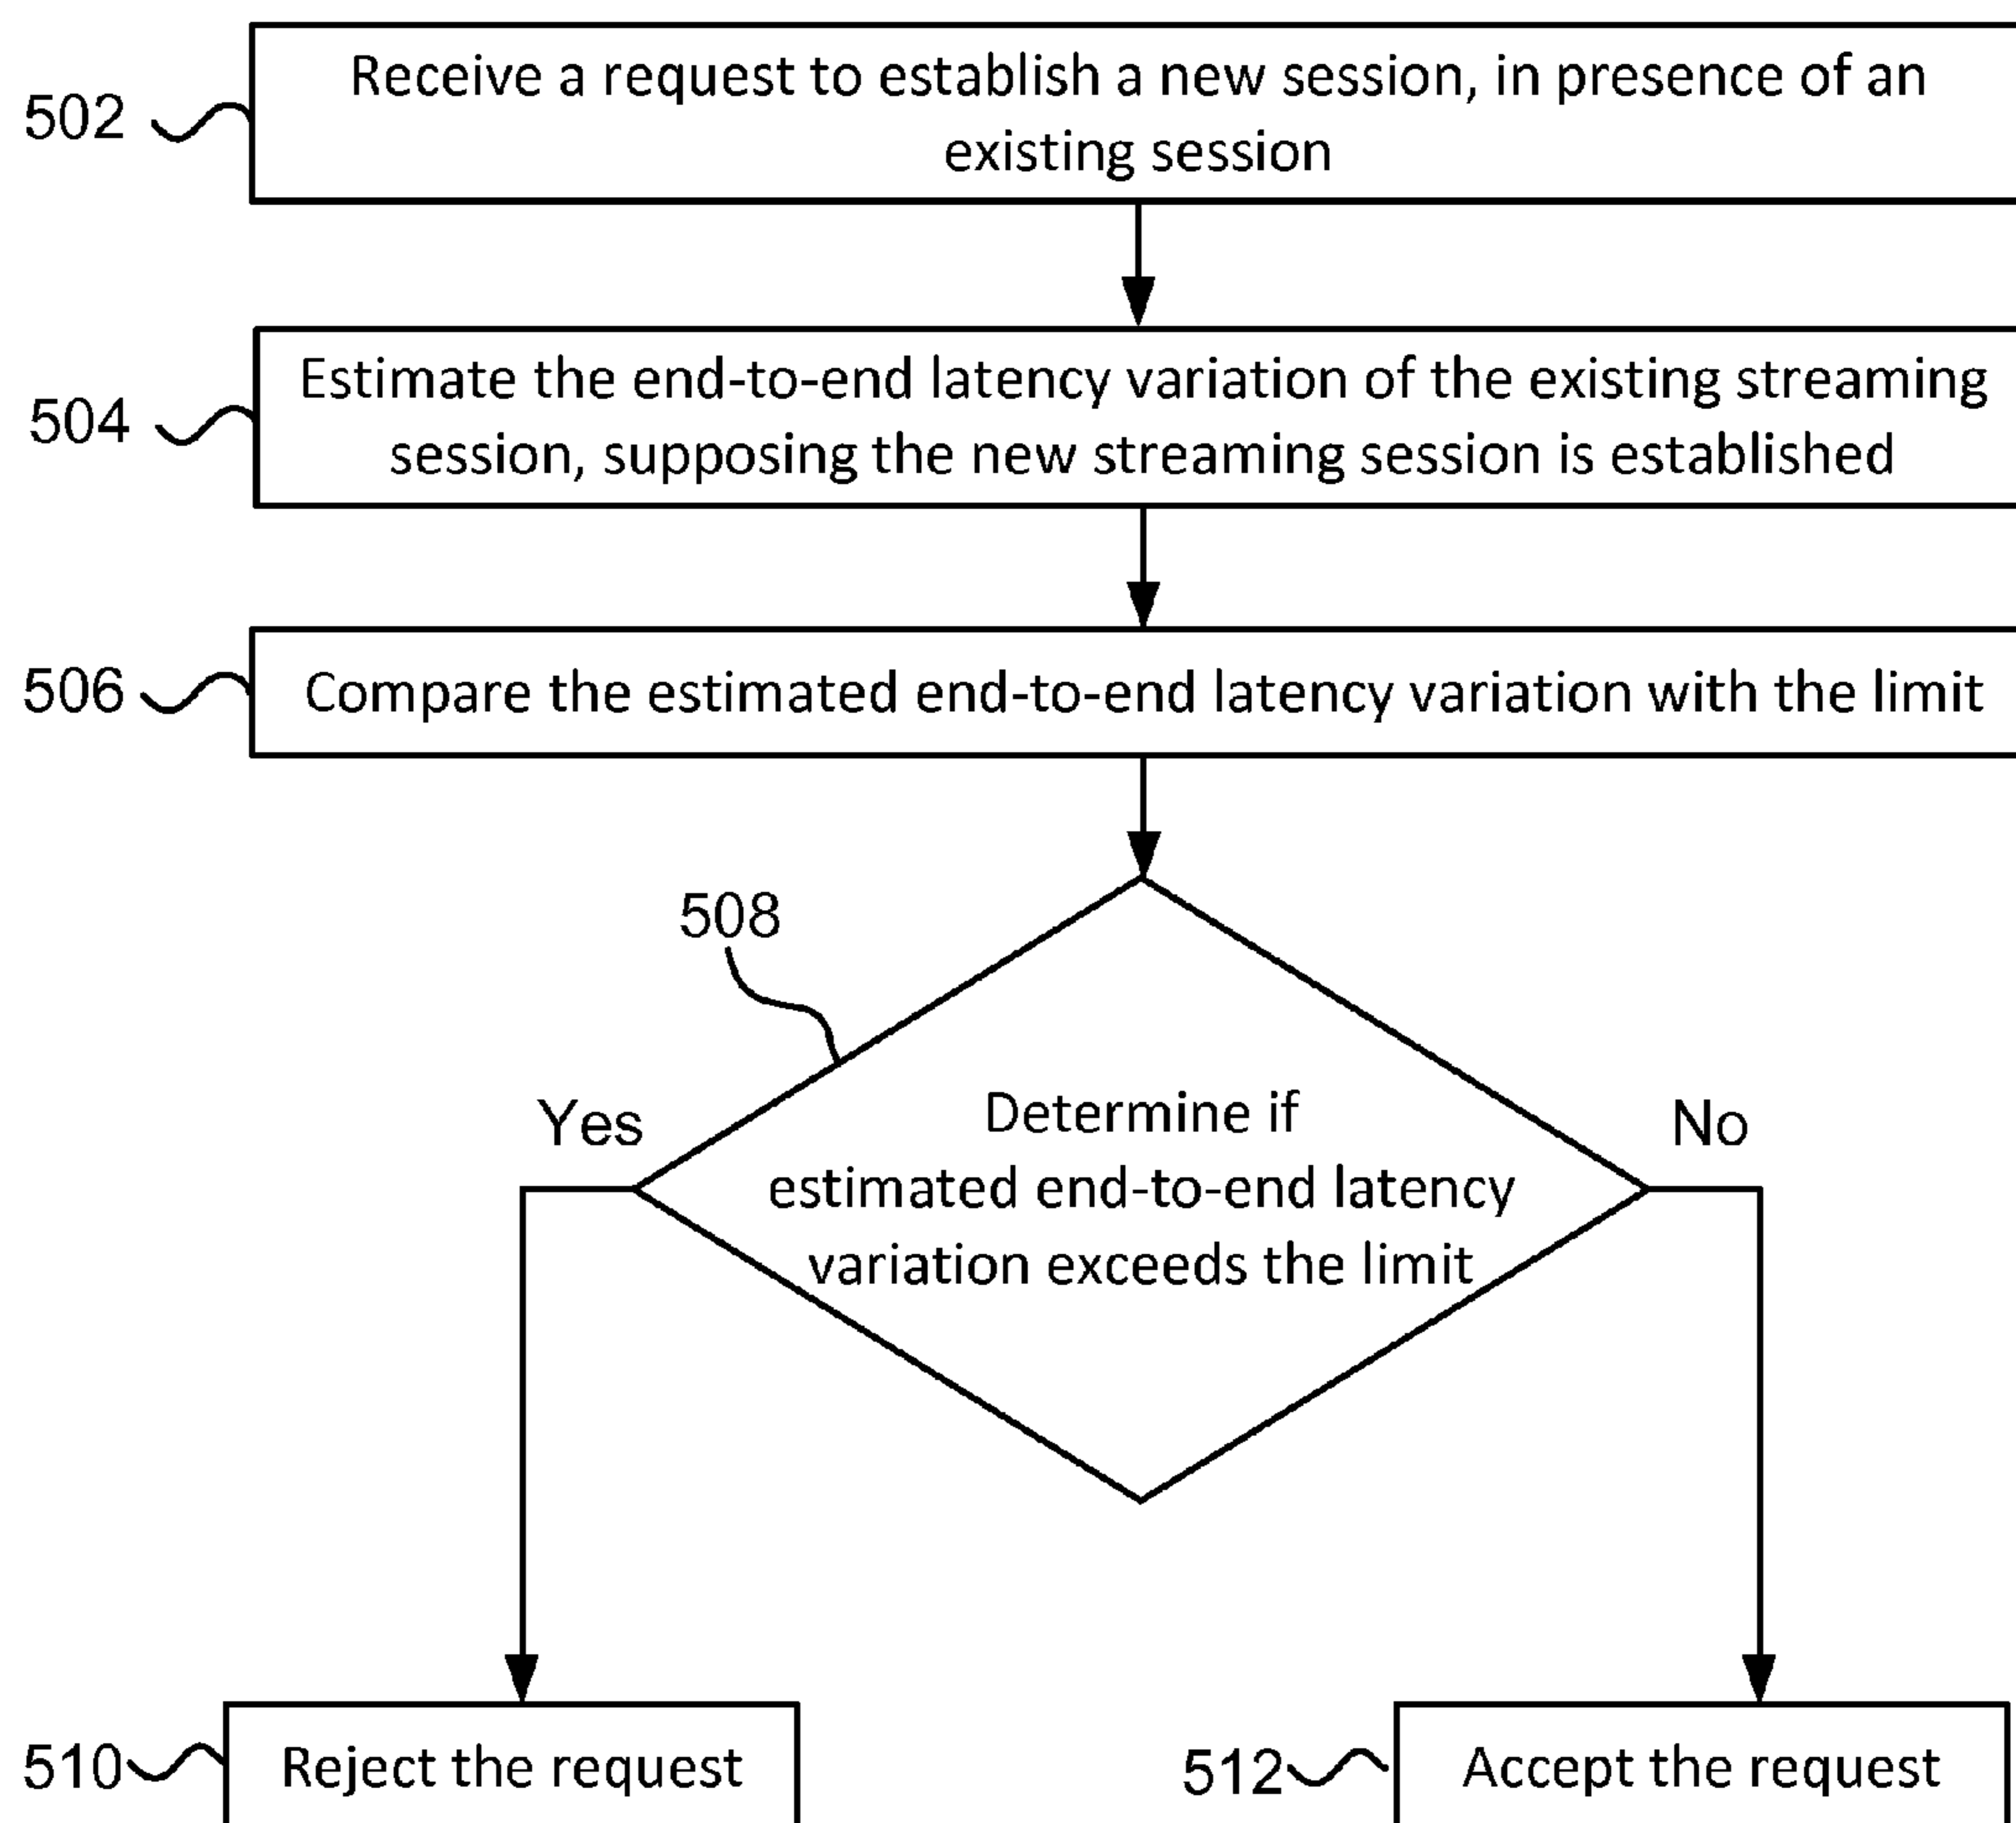 502
Receive a request to establish a new session, in presence of an
existing session
504
Estimate the end-to-end latency variation of the existing streaming
session, supposing the new streaming session is established
506
Compare the estimated end-to-end latency variation with the limit
508
Yes
No
Determine if
estimated end-to-end latency
variation exceeds the limit
510
Reject the request
512
Accept the request